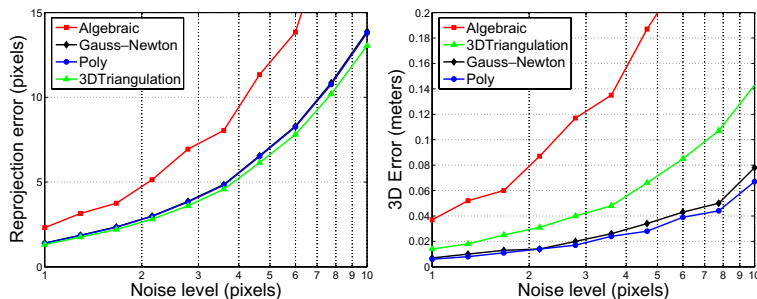 15
10
5
0
Reprojection error (pixels)
Algebraic
Gauss–Newton
Poly
3DTriangulation
1 2 3 4 5 6 7 8 9 10
Noise level (pixels)
0.2
0.18
0.16
0.14
0.12
0.1
0.08
0.06
0.04
0.02
0
3D Error (meters)
Algebraic
3DTriangulation
Gauss–Newton
Poly
1 2 3 4 5 6 7 8 9 10
Noise level (pixels)